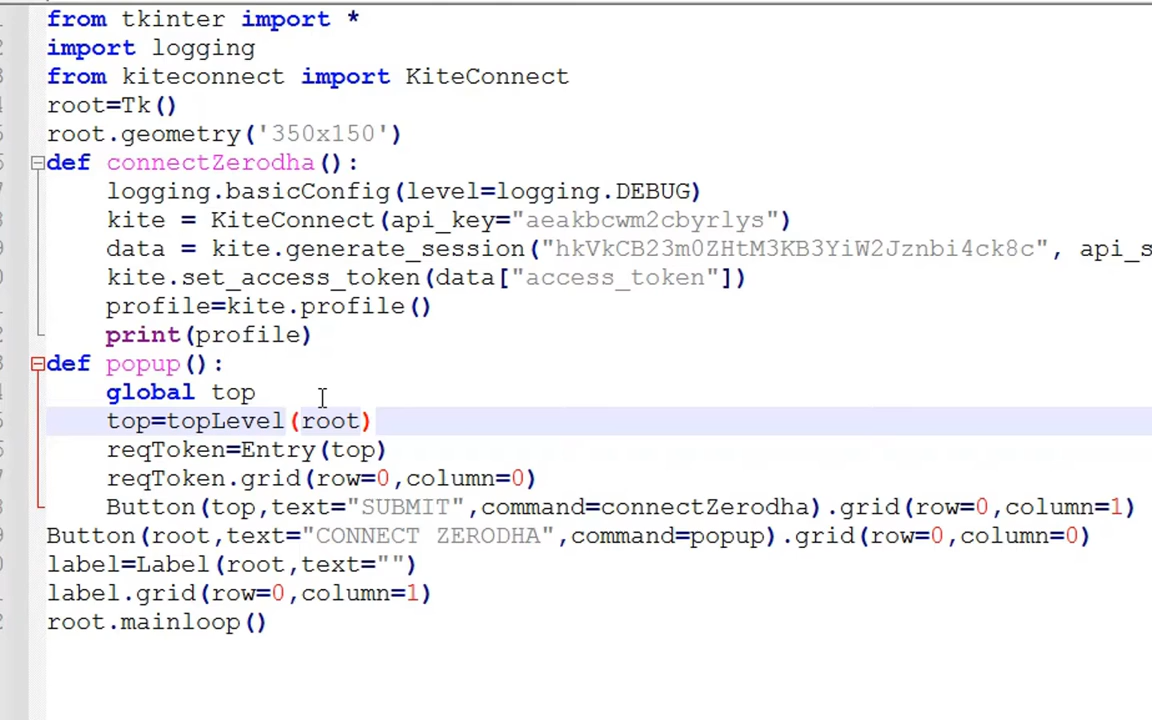 from tkinter import *
import logging
from kiteconnect import KiteConnect
root=Tk()
root.geometry('350x150')
def connectZerodha():
logging.basicConfig(level=logging.DEBUG)
kite = KiteConnect(api_key="aeakbcwm2cbyrlys")
data = kite.generate_session("hkVkCB23m0ZHtM3KB3YiW2Jznbi4ck8c", api_s
kite.set_access_token(data["access_token"])
profile=kite.profile()
print(profile)
def popup():
global top
top=topLevel(root)
reqToken=Entry(top)
reqToken.grid(row=0,column=0)
Button(top,text="SUBMIT",command=connectZerodha).grid(row=0,column=1)
Button(root,text="CONNECT ZERODHA",command=popup).grid(row=0,column=0)
label=Label(root,text="")
label.grid(row=0,column=1)
root.mainloop()